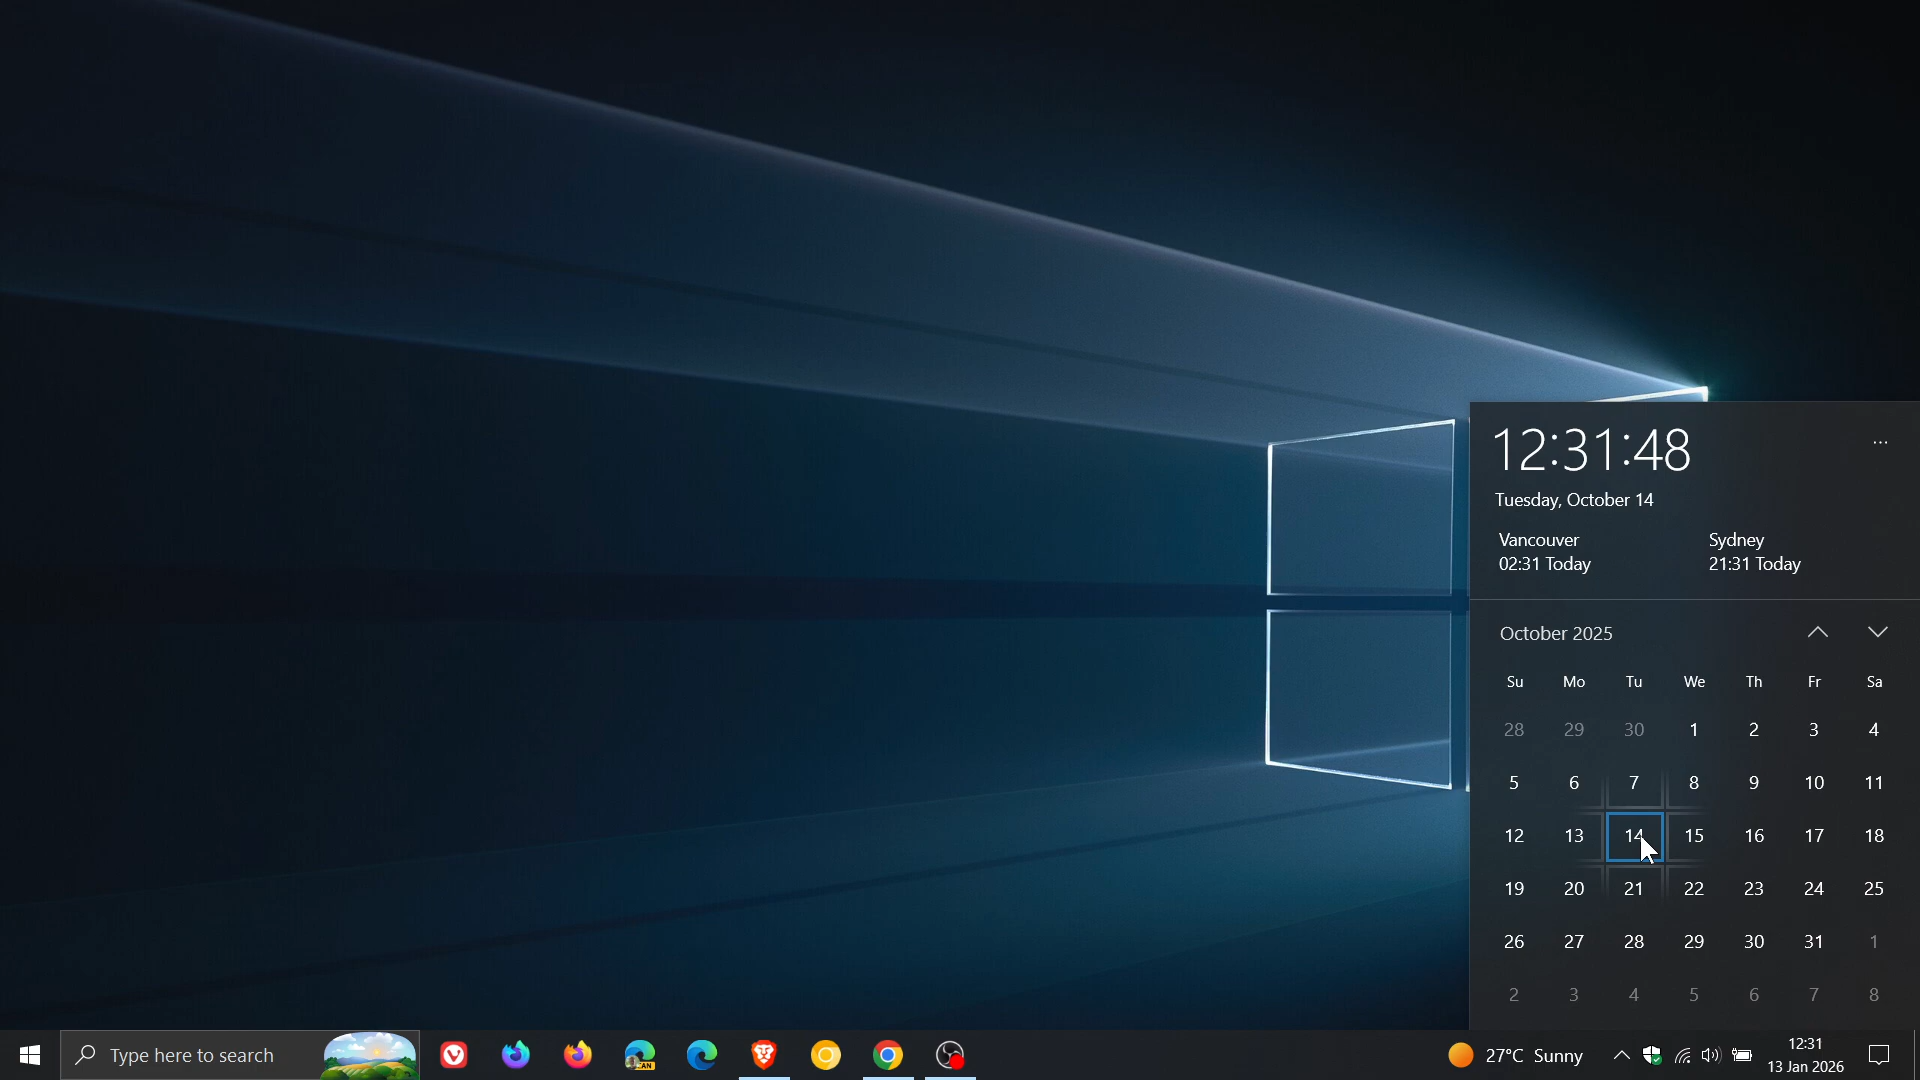 12:31:48
...
Tuesday, October 14
Vancouver
02:31 Today
Sydney
21:31 Today
October 2025
Su Mo Tu We Th Fr Sa
28 29 30 1 2 3 4
5 6 7 8 9 10 11
12 13 14 15 16 17 18
19 20 21 22 23 24 25
26 27 28 29 30 31 1
2 3 4 5 6 7 8
Type here to search
CAN
27°C Sunny
12:31
13 Jan 2026